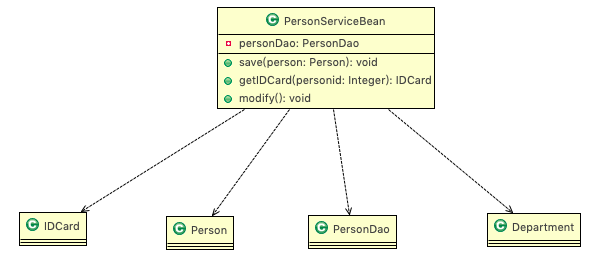 C PersonServiceBean
personDao: PersonDao
save(person: Person): void
getIDCard(personid: Integer): IDCard
modify(): void
C IDCard
C Person
C PersonDao
C Department